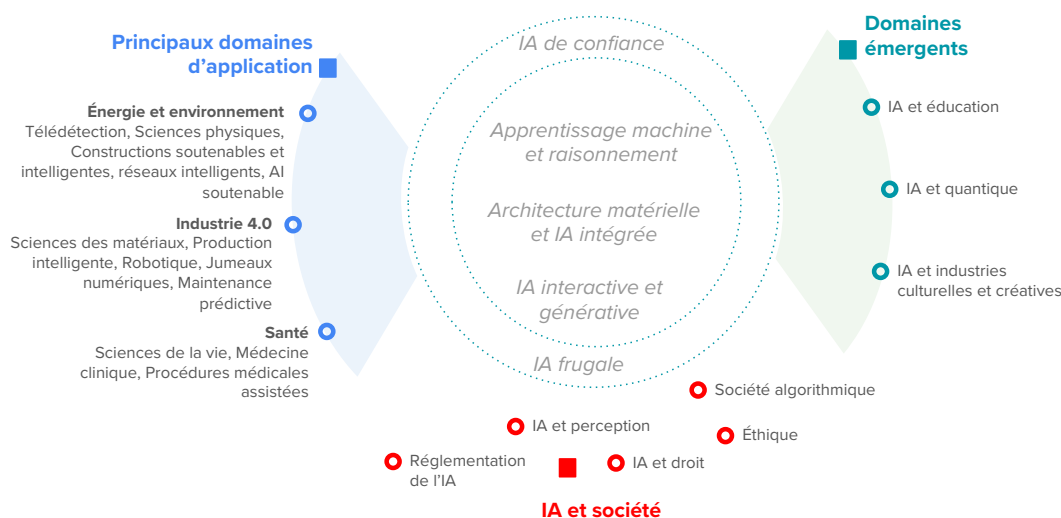 Principaux domaines
d'application
Énergie et environnement
Télédétection, Sciences physiques,
Constructions soutenables et
intelligentes, réseaux intelligents, AI
soutenable
Industrie 4.0
Sciences des matériaux, Production
intelligente, Robotique, Jumeaux
numériques, Maintenance
prédictive
Santé
Sciences de la vie, Médecine
clinique, Procédures médicales
assistées
IA de confiance
Apprentissage machine
et raisonnement
Architecture matérielle
et IA intégrée
IA interactive et
générative
IA frugale
Domaines
émergents
IA et éducation
IA et quantique
IA et industries
culturelles et créatives
Société algorithmique
IA et perception
Éthique
Réglementation
de l'IA
IA et droit
IA et société